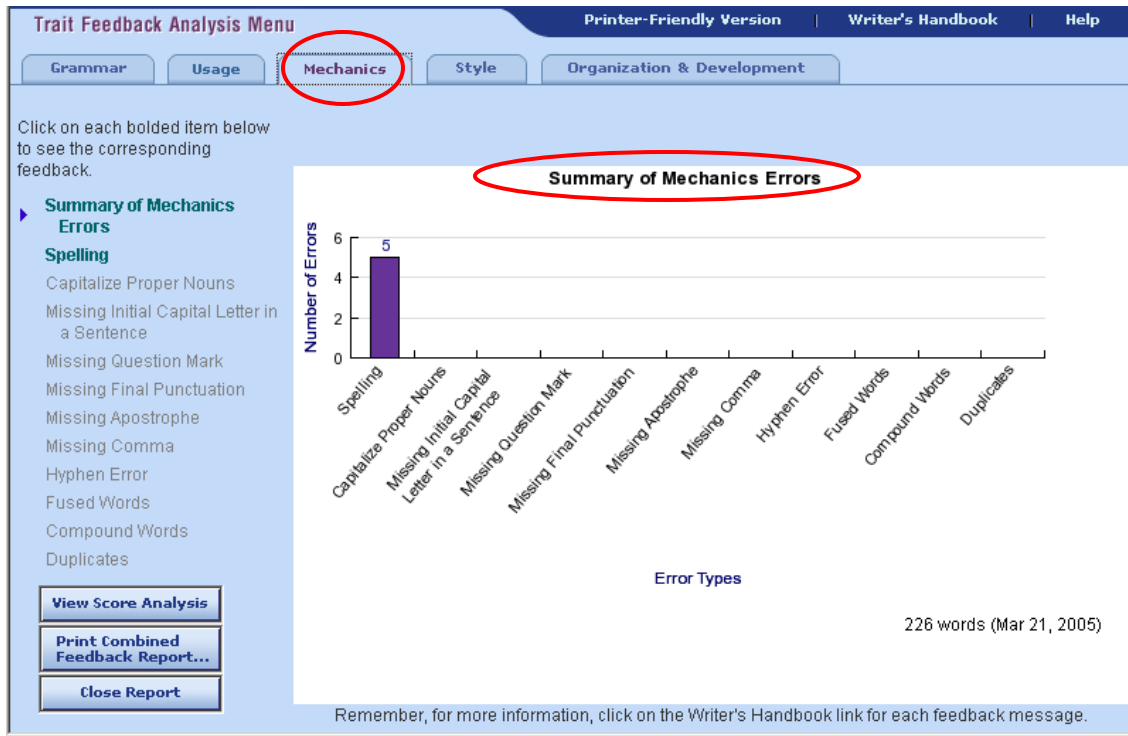 Trait Feedback Analysis Menu
Printer-Friendly Version | Writer's Handbook | Help
Grammar
Usage
Mechanics
Style
Organization & Development
Click on each bolded item below
to see the corresponding
feedback.
Summary of Mechanics
Errors
Spelling
Capitalize Proper Nouns
Missing Initial Capital Letter in
a Sentence
Missing Question Mark
Missing Final Punctuation
Missing Apostrophe
Missing Comma
Hyphen Error
Fused Words
Compound Words
Duplicates
View Score Analysis
Print Combined
Feedback Report...
Close Report
Summary of Mechanics Errors
Number of Errors
6
4
2
0
5
Spelling
Capitalize Proper Nouns
Missing Initial Capital
Letter in a Sentence
Missing Question Mark
Missing Final Punctuation
Missing Apostrophe
Missing Comma
Hyphen Error
Fused Words
Compound Words
Duplicates
Error Types
226 words (Mar 21, 2005)
Remember, for more information, click on the Writer's Handbook link for each feedback message.